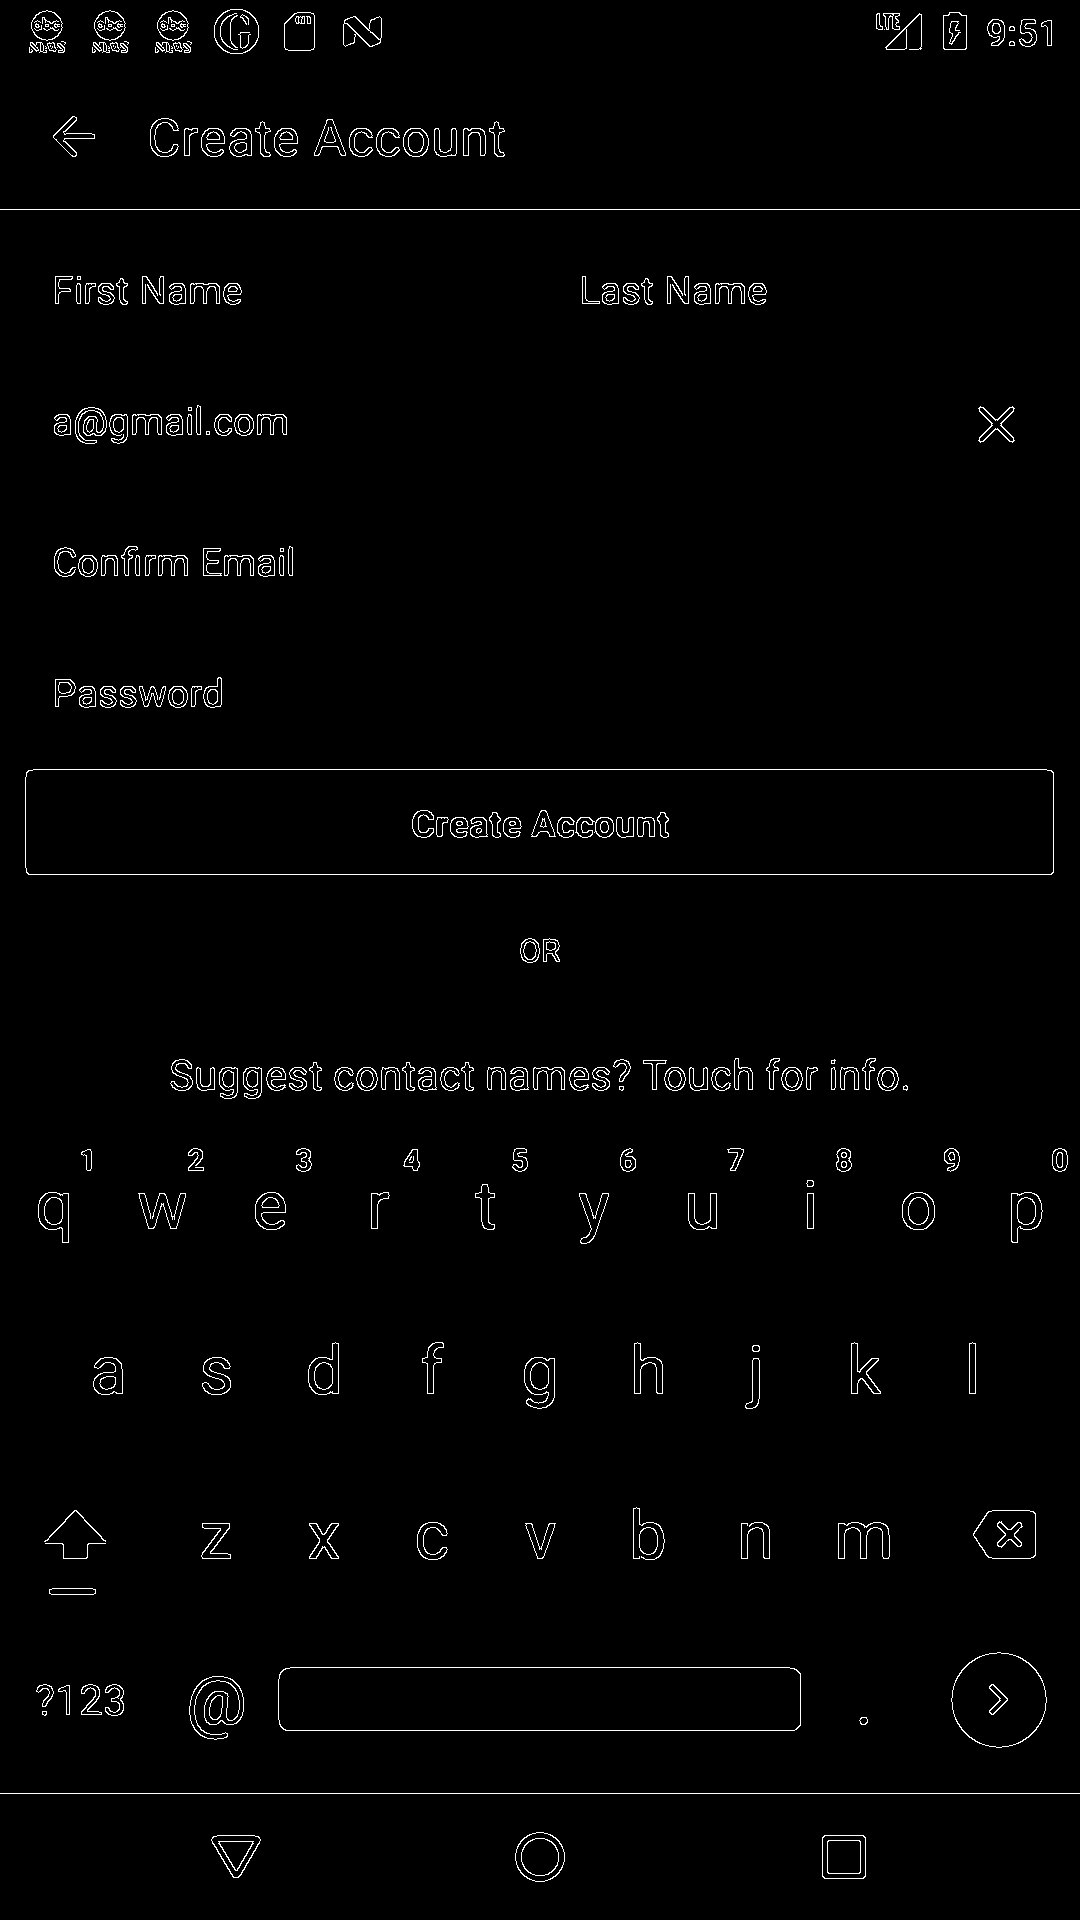 abc NEWS abc NEWS abc NEWS G N LTE 9:51
Create Account
First Name Last Name
a@gmail.com
Confirm Email
Password
Create Account
OR
Suggest contact names? Touch for info.
1 2 3 4 5 6 7 8 9 0
q w e r t y u i o p
a s d f g h j k l
z x c v b n m
?123 @ .